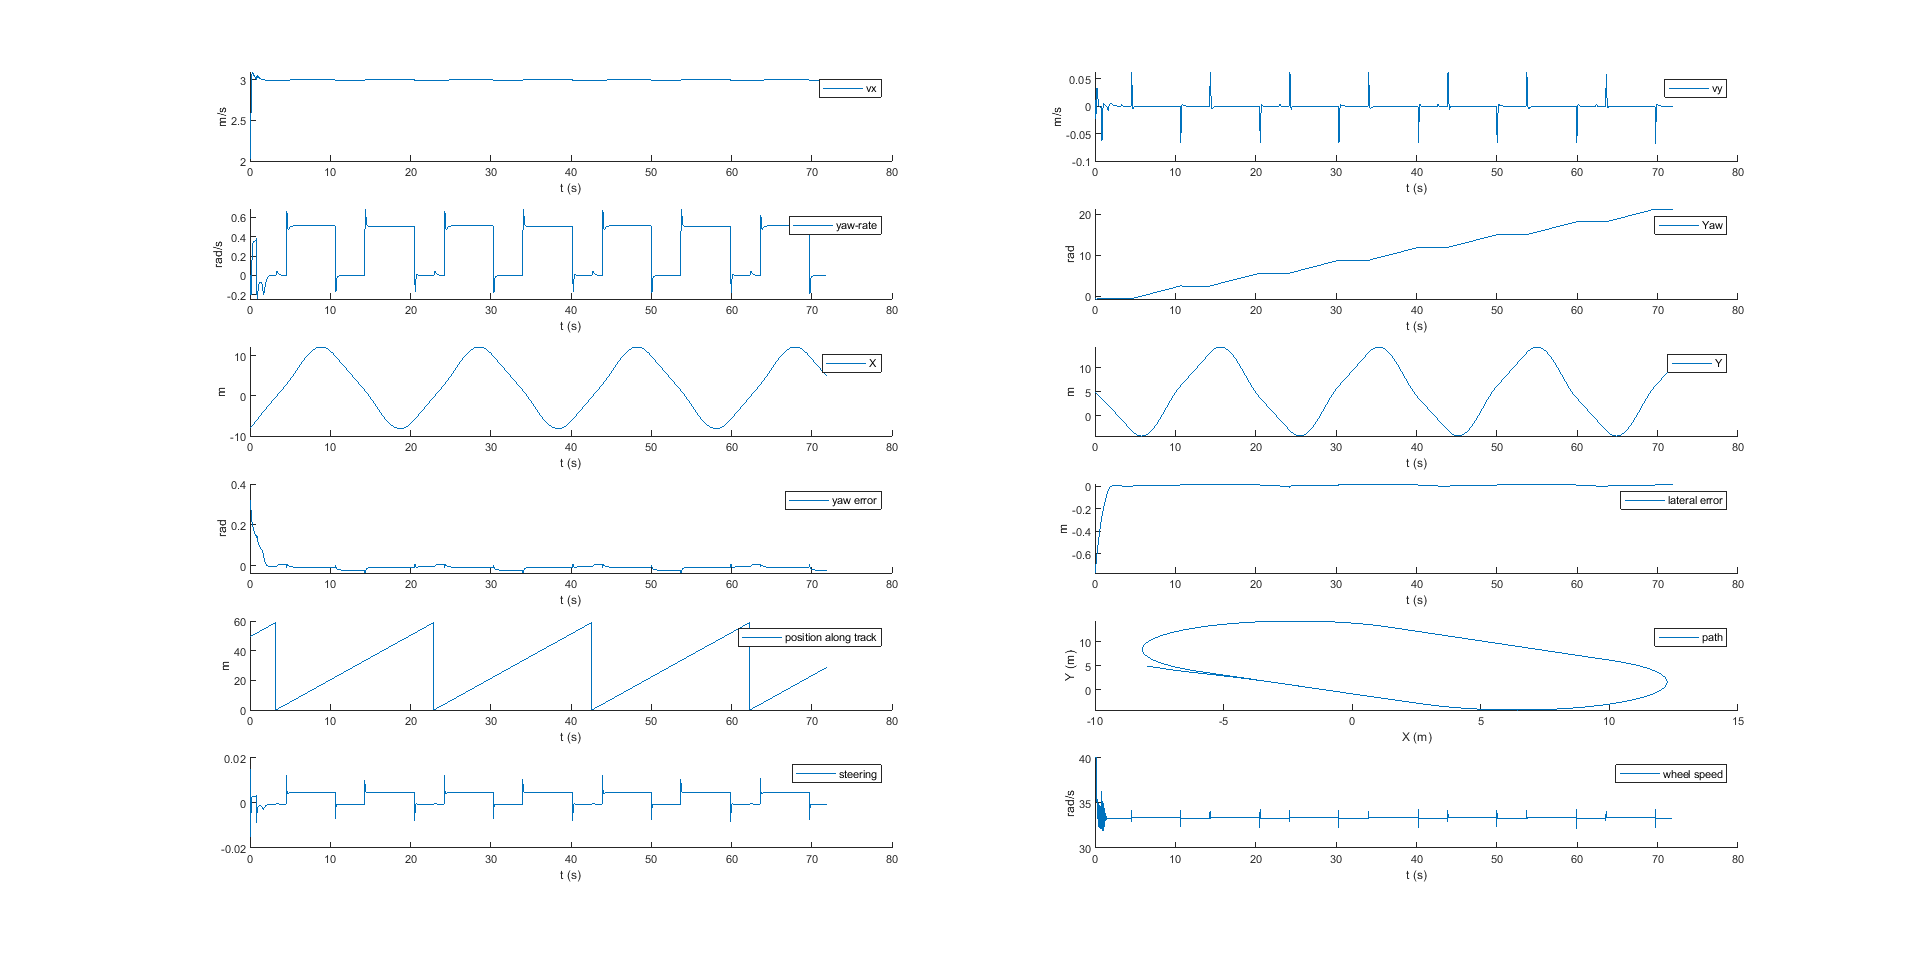 3
2.5
2
m/s
vx
0 10 20 30 40 50 60 70 80
t (s)
0.05
0
-0.05
-0.1
m/s
vy
0 10 20 30 40 50 60 70 80
t (s)
0.6
0.4
0.2
0
-0.2
rad/s
yaw-rate
0 10 20 30 40 50 60 70 80
t (s)
20
10
0
rad
Yaw
0 10 20 30 40 50 60 70 80
t (s)
10
0
-10
m
X
0 10 20 30 40 50 60 70 80
t (s)
10
5
0
m
Y
0 10 20 30 40 50 60 70 80
t (s)
0.4
0.2
0
rad
yaw error
0 10 20 30 40 50 60 70 80
t (s)
0
-0.2
-0.4
-0.6
m
lateral error
0 10 20 30 40 50 60 70 80
t (s)
60
40
20
0
m
position along track
0 10 20 30 40 50 60 70 80
t (s)
10
5
0
Y (m)
path
-10 -5 0 5 10 15
X (m)
0.02
0
-0.02
steering
0 10 20 30 40 50 60 70 80
t (s)
40
35
30
rad/s
wheel speed
0 10 20 30 40 50 60 70 80
t (s)